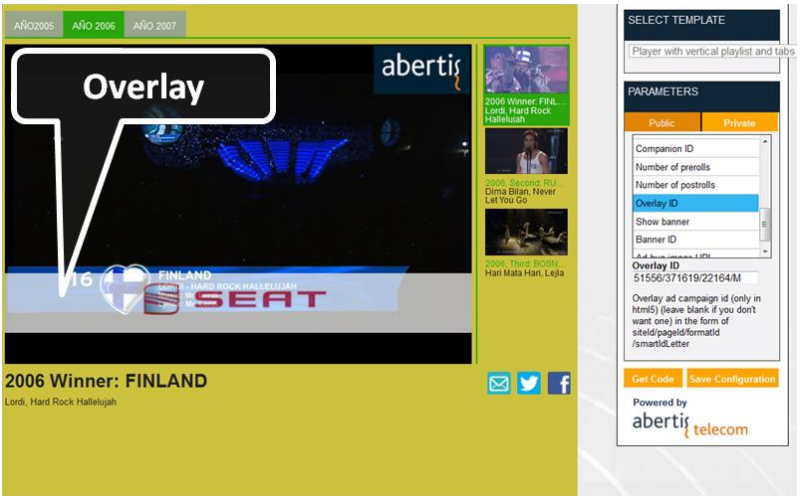 AÑO2005 AÑO 2006 AÑO 2007
Overlay
abertis
16
FINLAND
LORDI - HARD ROCK HALLELUJAH
SEAT
2006 Winner: FINL...
Lordi, Hard Rock
Hallelujah
2006, Second: RU...
Dima Bilan, Never
Let You Go
2006, Third: BOSN...
Hari Mata Hari, Lejla
2006 Winner: FINLAND
Lordi, Hard Rock Hallelujah
SELECT TEMPLATE
Player with vertical playlist and tabs
PARAMETERS
Public Private
Companion ID
Number of prerolls
Number of postrolls
Overlay ID
Show banner
Banner ID
Overlay ID
51556/371619/22164/M
Overlay ad campaign id (only in
html5) (leave blank if you don't
want one) in the form of
siteId/pageId/formatId
/smartIdLetter
Get Code Save Configuration
Powered by
abertis telecom